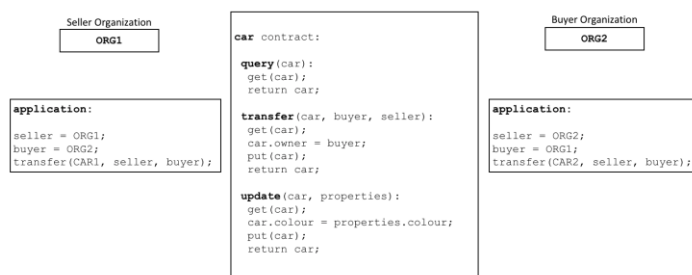 Seller Organization
ORG1
application:
seller = ORG1;
buyer = ORG2;
transfer(CAR1, seller, buyer);
car contract:
query(car):
get(car);
return car;
transfer(car, buyer, seller):
get(car);
car.owner = buyer;
put(car);
return car;
update(car, properties):
get(car);
car.colour = properties.colour;
put(car);
return car;
Buyer Organization
ORG2
application:
seller = ORG2;
buyer = ORG1;
transfer(CAR2, seller, buyer);